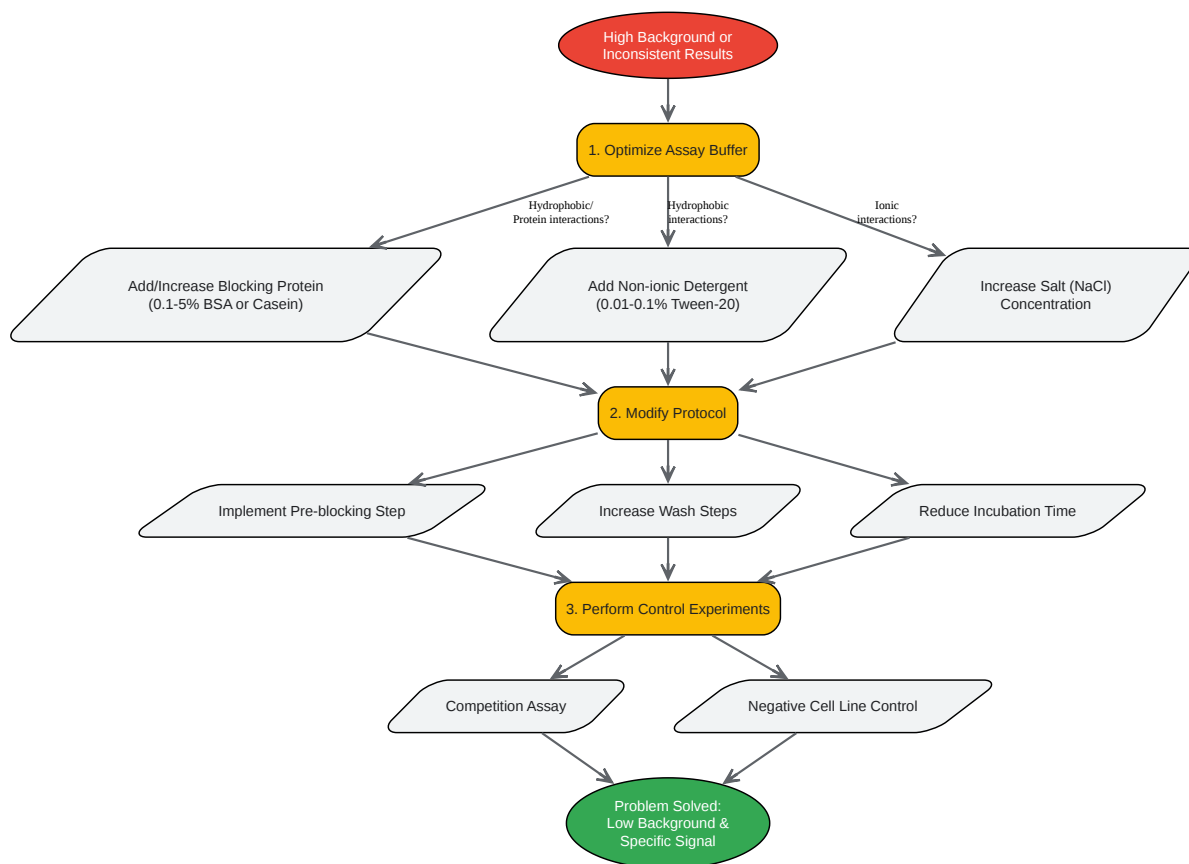 High Background or
Inconsistent Results
1. Optimize Assay Buffer
Hydrophobic/
Protein interactions?
Hydrophobic
interactions?
Ionic
interactions?
Add/Increase Blocking Protein
(0.1-5% BSA or Casein)
Add Non-ionic Detergent
(0.01-0.1% Tween-20)
Increase Salt (NaCl)
Concentration
2. Modify Protocol
Implement Pre-blocking Step
Increase Wash Steps
Reduce Incubation Time
3. Perform Control Experiments
Competition Assay
Negative Cell Line Control
Problem Solved:
Low Background &
Specific Signal